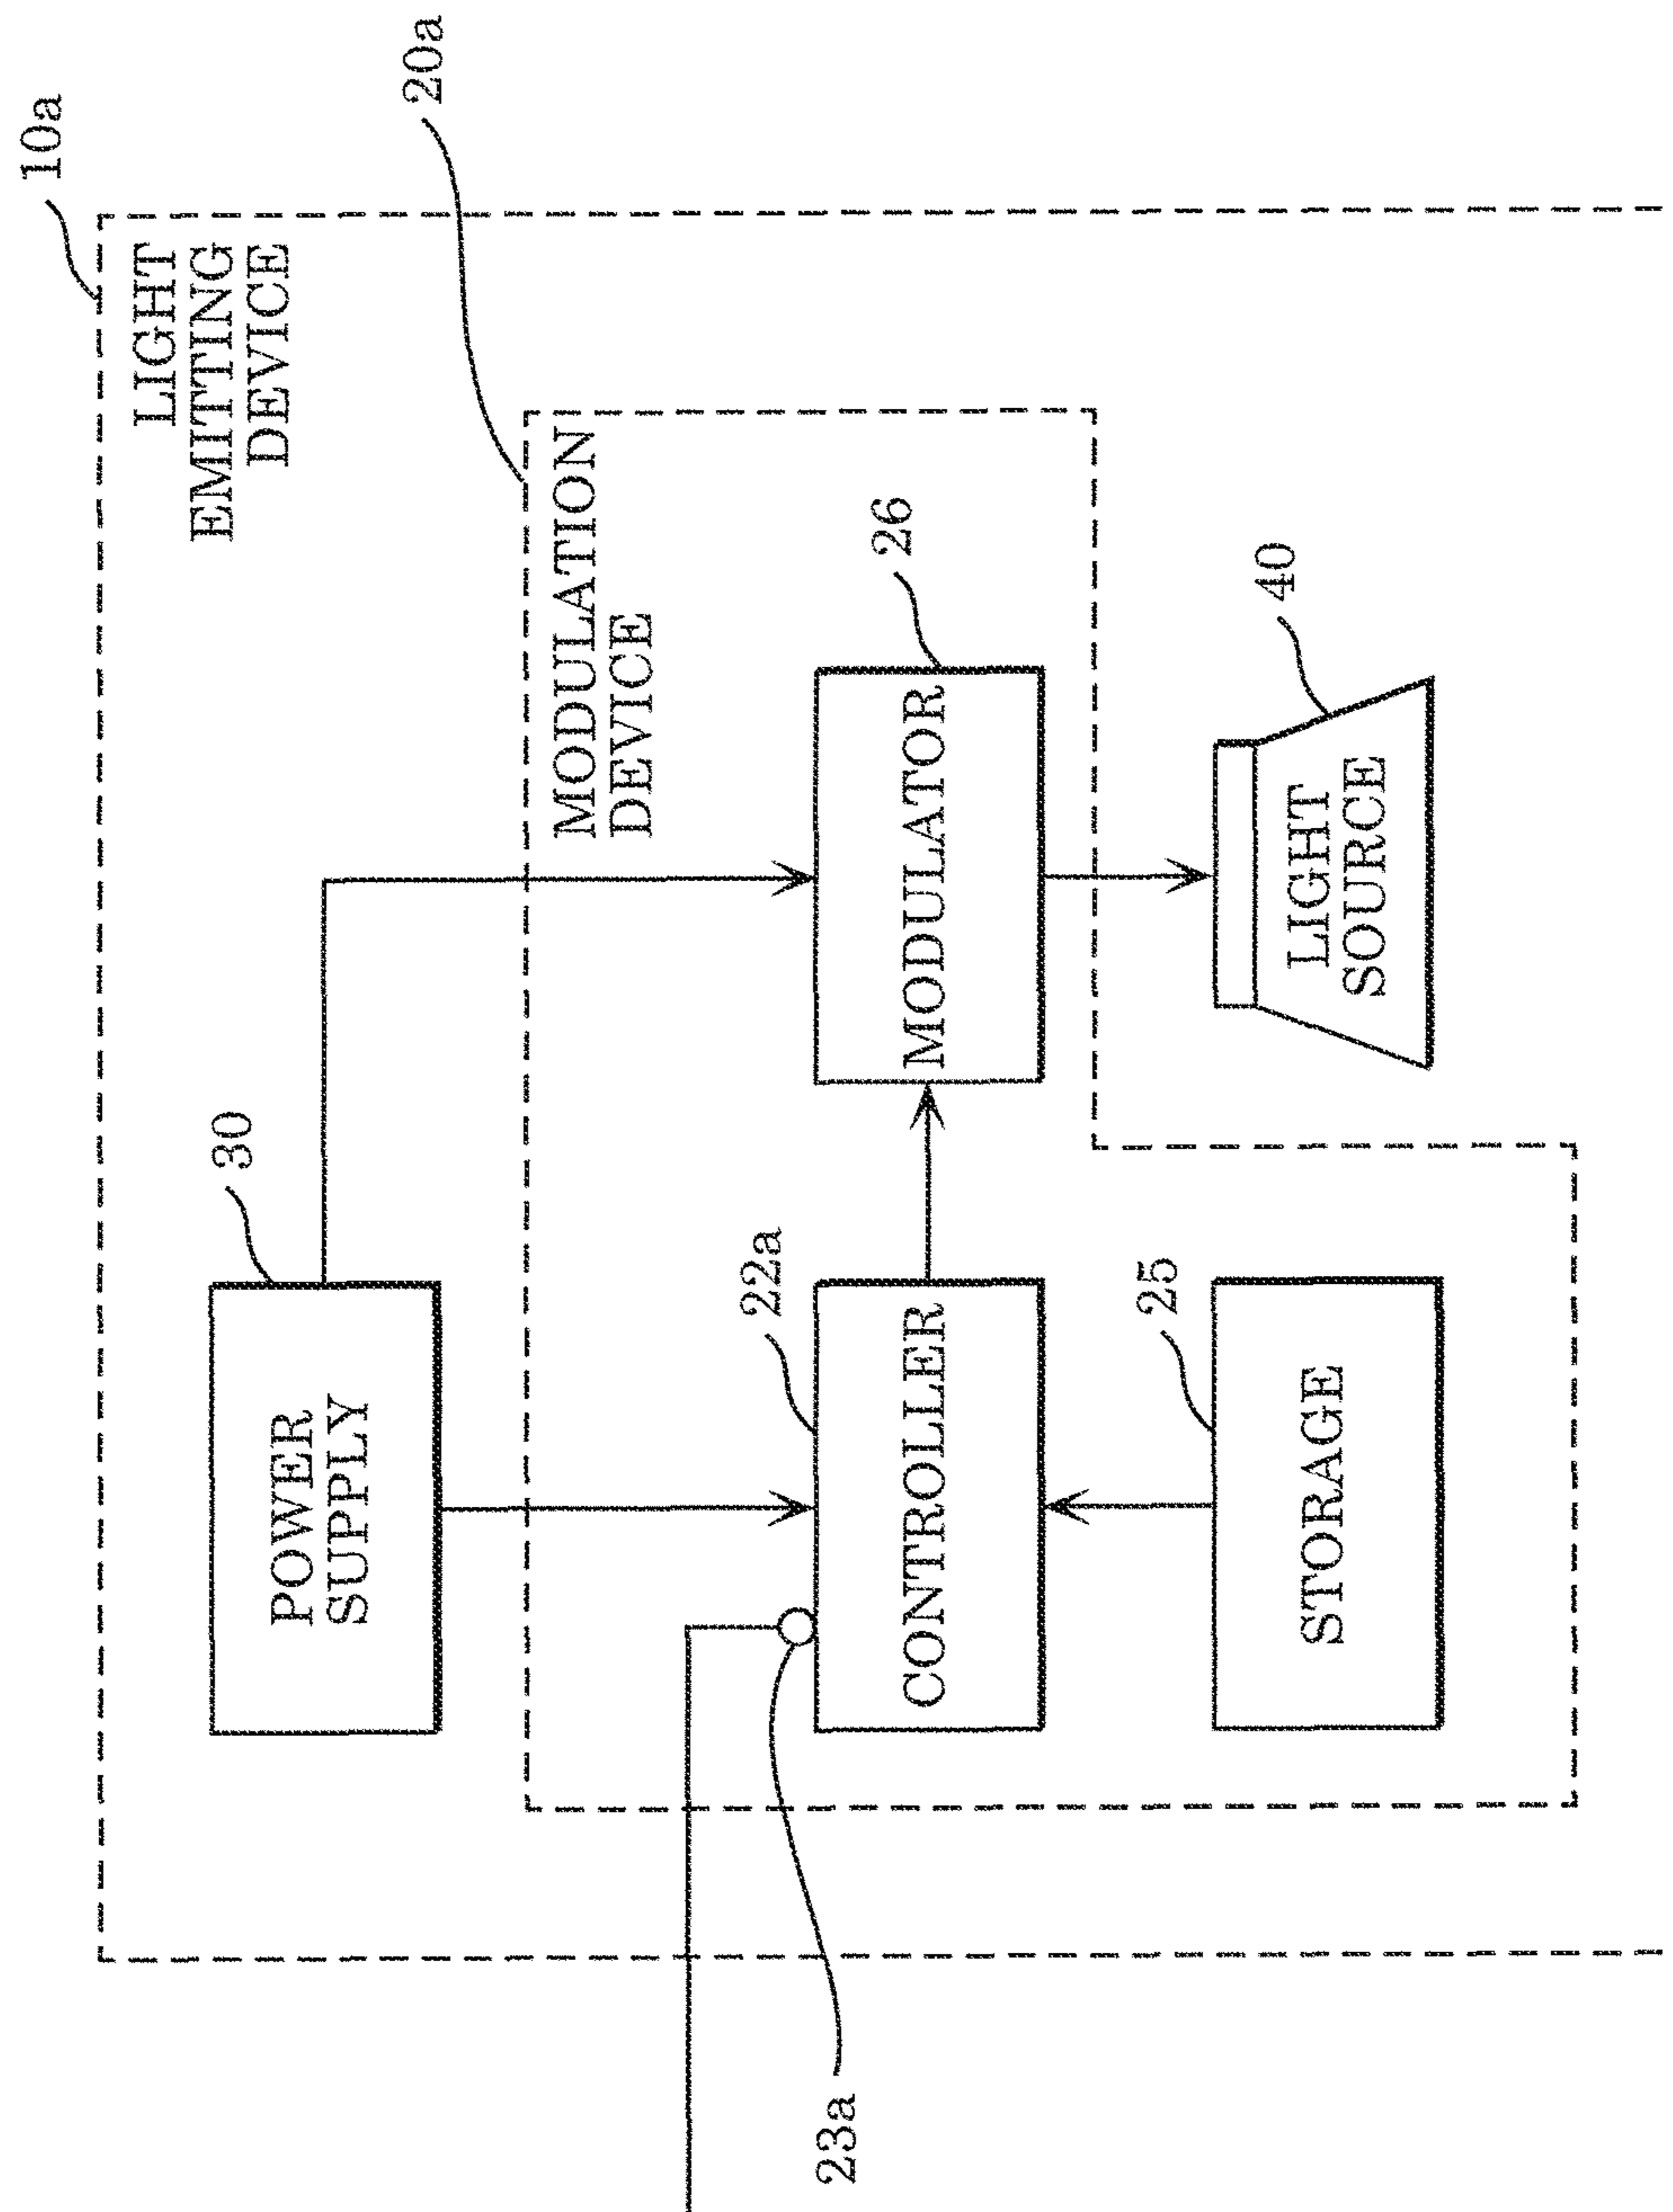 10a
LIGHT
EMITTING
DEVICE
20a
MODULATION
DEVICE
30
POWER
SUPPLY
22a
CONTROLLER
26
MODULATOR
23a
25
STORAGE
40
LIGHT
SOURCE